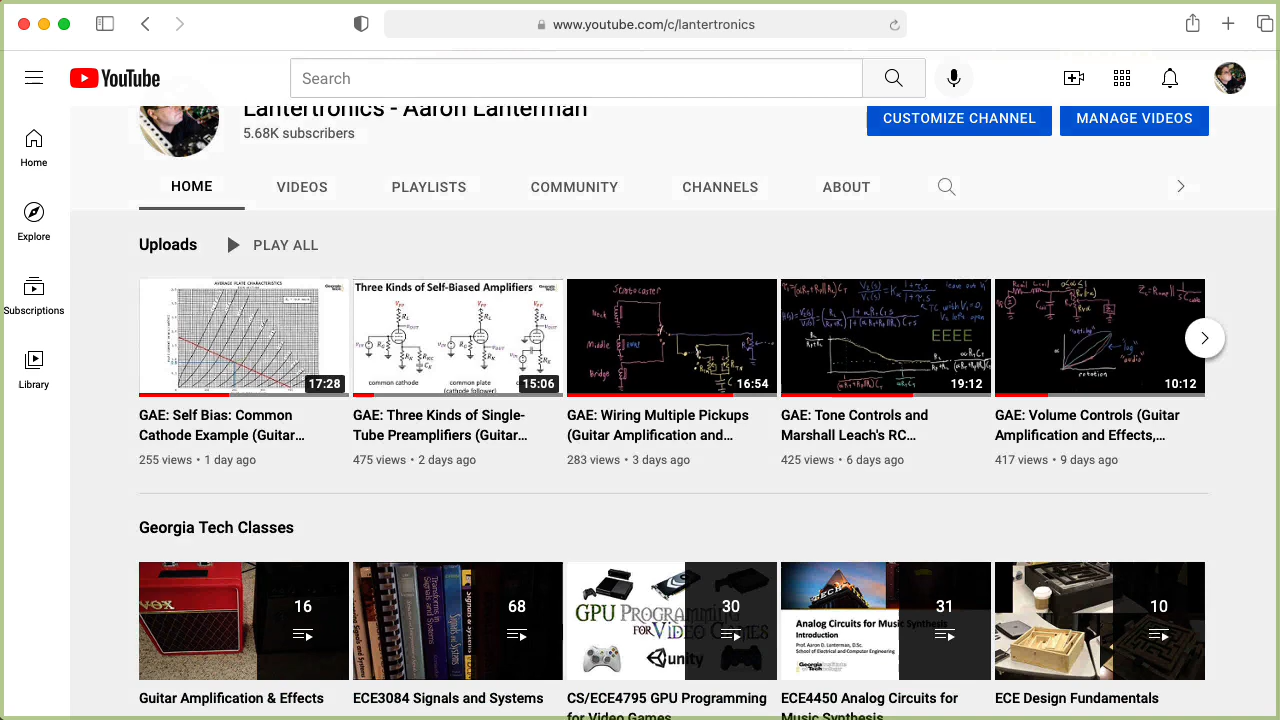 www.youtube.com/c/lantertronics
YouTube
Search
Lantertronics - Aaron Lanterman
5.68K subscribers
CUSTOMIZE CHANNEL
MANAGE VIDEOS
HOME
VIDEOS
PLAYLISTS
COMMUNITY
CHANNELS
ABOUT
Home
Explore
Subscriptions
Library
Uploads
PLAY ALL
AVERAGE PLATE CHARACTERISTICS
17:28
Three Kinds of Self-Biased Amplifiers
common cathode
common plate
(cathode follower)
15:06
Stratocaster
Neck
Middle
Bridge
16:54
EEEE
19:12
rotation
10:12
GAE: Self Bias: Common
Cathode Example (Guitar…
255 views • 1 day ago
GAE: Three Kinds of Single-
Tube Preamplifiers (Guitar…
475 views • 2 days ago
GAE: Wiring Multiple Pickups
(Guitar Amplification and…
283 views • 3 days ago
GAE: Tone Controls and
Marshall Leach's RC…
425 views • 6 days ago
GAE: Volume Controls (Guitar
Amplification and Effects,…
417 views • 9 days ago
Georgia Tech Classes
VOX
16
68
GPU PROGRAMMING
FOR VIDEO GAMES
unity
30
TECH
Analog Circuits for Music Synthesis
Introduction
Prof. Aaron D. Lanterman, D.Sc.
School of Electrical and Computer Engineering
31
10
Guitar Amplification & Effects
ECE3084 Signals and Systems
CS/ECE4795 GPU Programming
for Video Games
ECE4450 Analog Circuits for
Music Synthesis
ECE Design Fundamentals